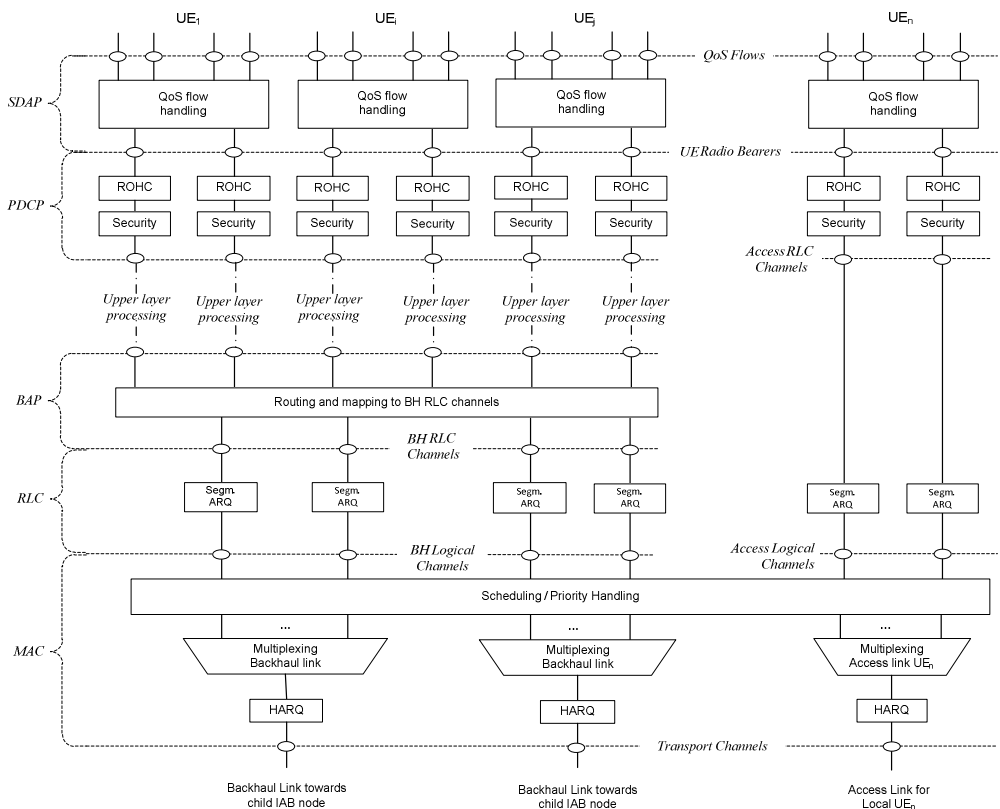 UE1 UEi UEj UEn
QoS Flows
SDAP
QoS flow handling
QoS flow handling
QoS flow handling
QoS flow handling
UE Radio Bearers
PDCP
ROHC ROHC ROHC ROHC ROHC ROHC ROHC ROHC
Security Security Security Security Security Security Security Security
Access RLC
Channels
Upper layer processing
Upper layer processing
Upper layer processing
Upper layer processing
Upper layer processing
Upper layer processing
BAP
Routing and mapping to BH RLC channels
BH RLC
Channels
RLC
Segm. ARQ
Segm. ARQ
Segm. ARQ
Segm. ARQ
Segm. ARQ
Segm. ARQ
BH Logical
Channels
Access Logical
Channels
Scheduling / Priority Handling
MAC
... ... ...
Multiplexing
Backhaul link
Multiplexing
Backhaul link
Multiplexing
Access link UEn
HARQ HARQ HARQ
Transport Channels
Backhaul Link towards
child IAB node
Backhaul Link towards
child IAB node
Access Link for
Local UEn